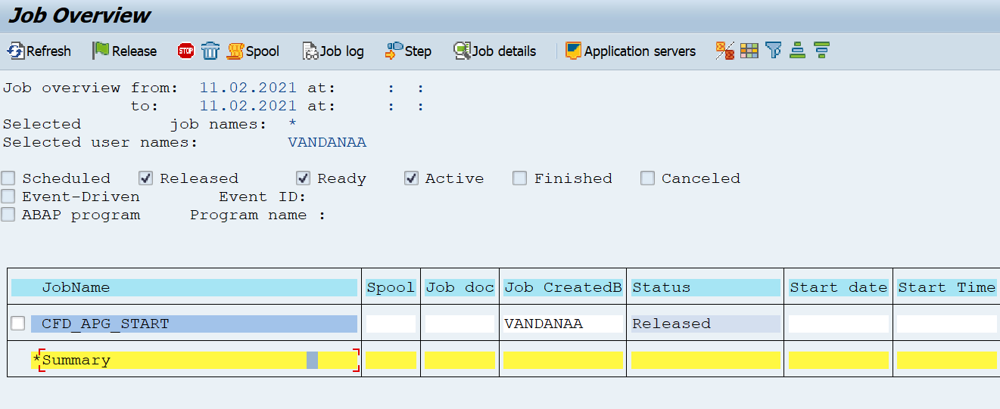 Job Overview
Refresh Release STOP Spool Job log Step Job details Application servers
Job overview from: 11.02.2021 at: : :
to: 11.02.2021 at: : :
Selected job names: *
Selected user names: VANDANAA
Scheduled Released Ready Active Finished Canceled
Event-Driven Event ID:
ABAP program Program name :
JobName Spool Job doc Job CreatedB Status Start date Start Time
CFD_APG_START VANDANAA Released
*Summary